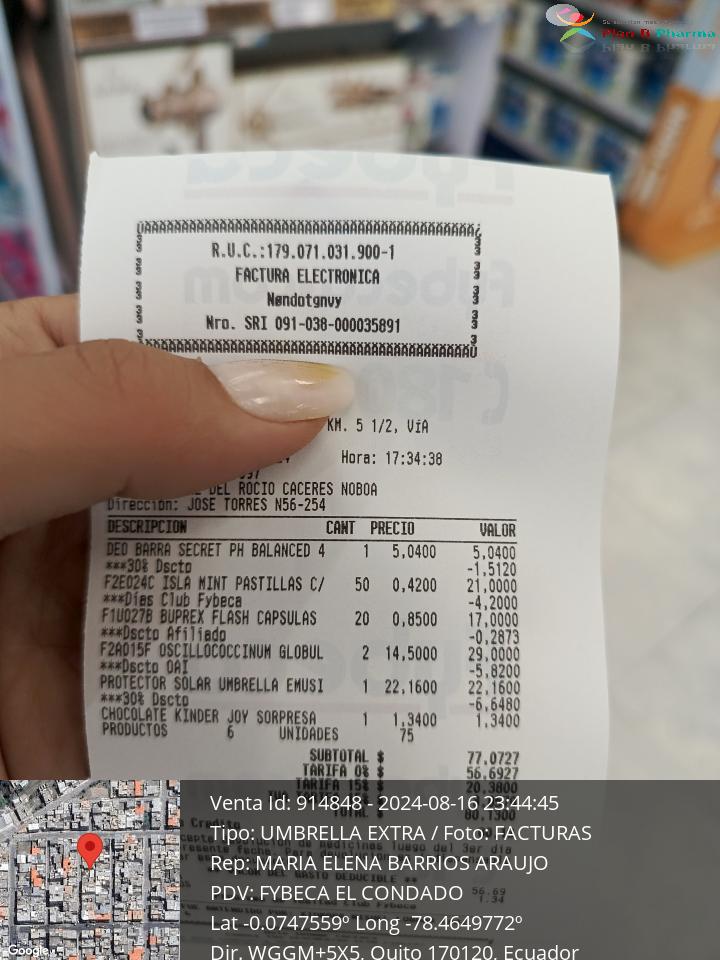 Plan B Pharma
R.U.C.:179.071.031.900-1
FACTURA ELECTRONICA
Nøndotgnvy
Nro. SRI 091-038-000035891
KM. 5 1/2, VíA
Hora: 17:34:38
DEL ROCIO CACERES NOBOA
Dirección: JOSE TORRES N56-254
DESCRIPCION CANT PRECIO VALOR
DEO BARRA SECRET PH BALANCED 4 1 5,0400 5,0400
***30% Dscto -1,5120
F2E024C ISLA MINT PASTILLAS C/ 50 0,4200 21,0000
***Días Club Fybeca -4,2000
F1U027B BUPREX FLASH CAPSULAS 20 0,8500 17,0000
***Dscto Afiliado -0,2873
F2A015F OSCILLOCOCCINUM GLOBUL 2 14,5000 29,0000
***Dscto OAI -5,8200
PROTECTOR SOLAR UMBRELLA EMUSI 1 22,1600 22,1600
***30% Dscto -6,6480
CHOCOLATE KINDER JOY SORPRESA 1 1,3400 1,3400
PRODUCTOS 6 UNIDADES 75
SUBTOTAL $ 77,0727
TARIFA 0% $ 56,6927
TARIFA 15% $ 20,3800
TOTAL $ 80,1300
Venta Id: 914848 - 2024-08-16 23:44:45
Tipo: UMBRELLA EXTRA / Foto: FACTURAS
Rep: MARIA ELENA BARRIOS ARAUJO
PDV: FYBECA EL CONDADO
Lat -0.0747559º Long -78.4649772º
Dir. WGGM+5X5, Quito 170120, Ecuador
Google